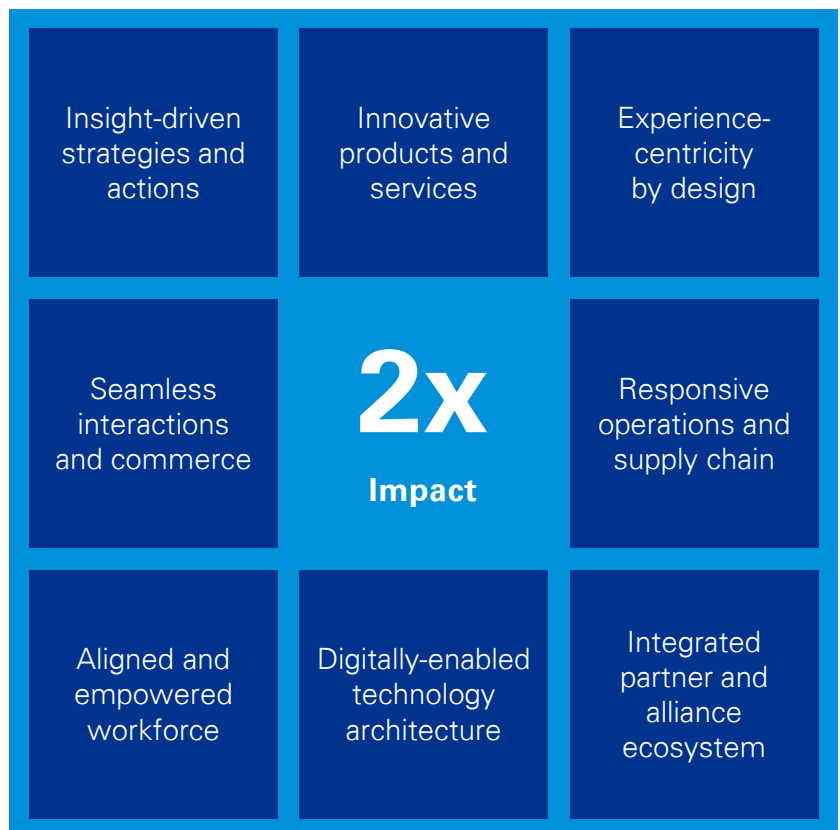 Insight-driven
strategies and
actions
Innovative
products and
services
Experience-
centricity
by design
Seamless
interactions
and commerce
2x
Impact
Responsive
operations and
supply chain
Aligned and
empowered
workforce
Digitally-enabled
technology
architecture
Integrated
partner and
alliance
ecosystem